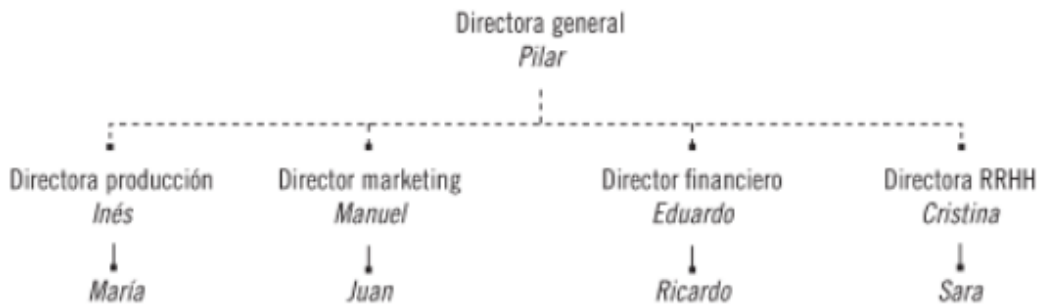 Directora general
Pilar
Directora producción
Inés
Director marketing
Manuel
Director financiero
Eduardo
Directora RRHH
Cristina
María
Juan
Ricardo
Sara